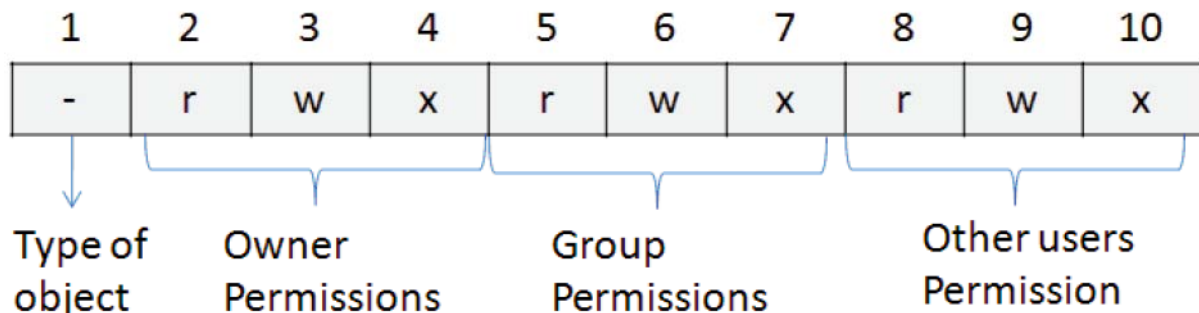 1 2 3 4 5 6 7 8 9 10
- r w x r w x r w x
Type of object
Owner Permissions
Group Permissions
Other users Permission